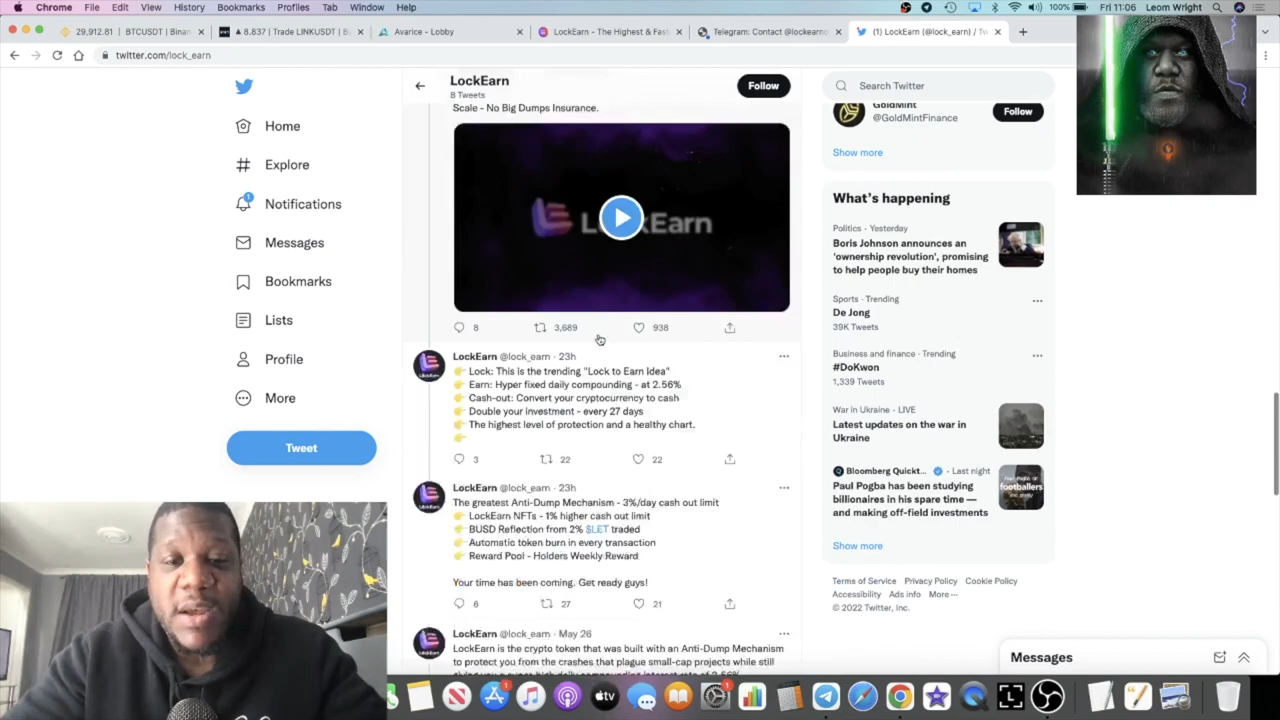 Chrome File Edit View History Bookmarks Profiles Tab Window Help
100% Fri 11:06 Leom Wright
29,912.81 | BTCUSDT | Binan
▲ 8.837 | Trade LINKUSDT | B
Avarice - Lobby
LockEarn - The Highest & Fast
Telegram: Contact @lockearno
(1) LockEarn (@lock_earn) / Tw
twitter.com/lock_earn
Home
Explore
1
Notifications
Messages
Bookmarks
Lists
Profile
More
Tweet
LockEarn
8 Tweets
Follow
Scale - No Big Dumps Insurance.
8 3,689 938
LockEarn @lock_earn · 23h
👉 Lock: This is the trending "Lock to Earn Idea"
👉 Earn: Hyper fixed daily compounding - at 2.56%
👉 Cash-out: Convert your cryptocurrency to cash
👉 Double your investment - every 27 days
👉 The highest level of protection and a healthy chart.
👉
3 22 22
LockEarn @lock_earn · 23h
The greatest Anti-Dump Mechanism - 3%/day cash out limit
👉 LockEarn NFTs - 1% higher cash out limit
👉 BUSD Reflection from 2% $LET traded
👉 Automatic token burn in every transaction
👉 Reward Pool - Holders Weekly Reward
Your time has been coming. Get ready guys!
6 27 21
LockEarn @lock_earn · May 26
LockEarn is the crypto token that was built with an Anti-Dump Mechanism
to protect you from the crashes that plague small-cap projects while still
Search Twitter
GoldMint
@GoldMintFinance
Follow
Show more
What's happening
Politics · Yesterday
Boris Johnson announces an
'ownership revolution', promising
to help people buy their homes
Sports · Trending
De Jong
39K Tweets
Business and finance · Trending
#DoKwon
1,339 Tweets
War in Ukraine · LIVE
Latest updates on the war in
Ukraine
Bloomberg Quickt... · Last night
Paul Pogba has been studying
billionaires in his spare time —
and making off-field investments
Show more
Terms of Service Privacy Policy Cookie Policy
Accessibility Ads info More ···
© 2022 Twitter, Inc.
Messages